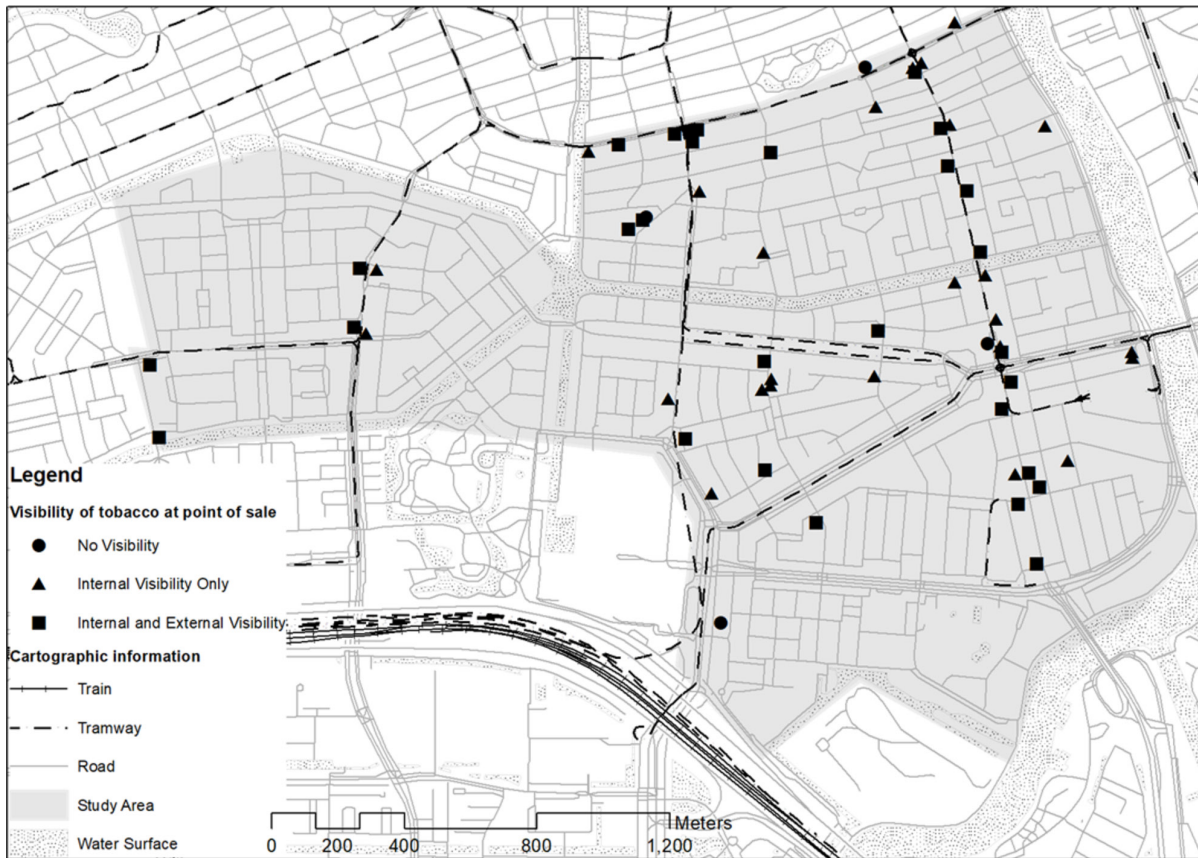 Legend
Visibility of tobacco at point of sale
No Visibility
Internal Visibility Only
Internal and External Visibility
Cartographic information
Train
Tramway
Road
Study Area
Water Surface
Meters
0 200 400 800 1,200